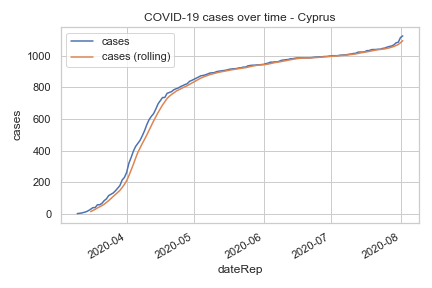 COVID-19 cases over time - Cyprus
cases
cases (rolling)
1000
800
600
400
200
0
cases
2020-04
2020-05
2020-06
2020-07
2020-08
dateRep